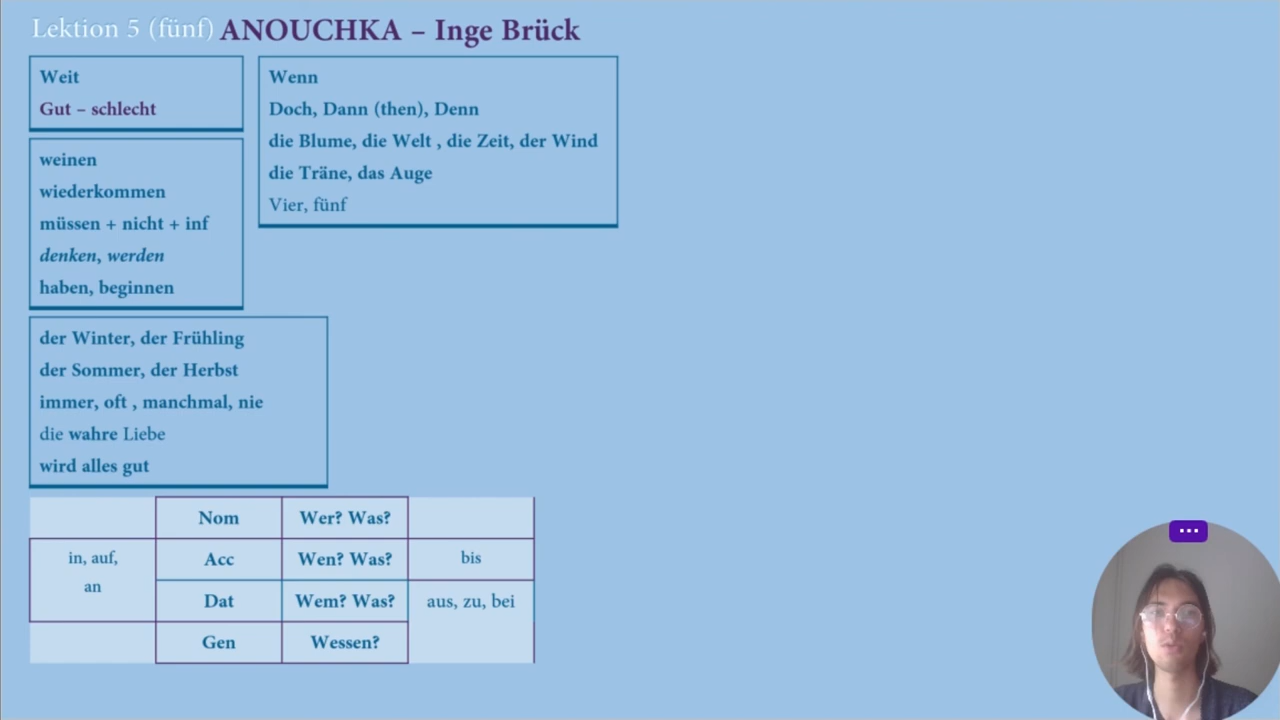 Lektion 5 (fünf) ANOUCHKA – Inge Brück
Weit
Gut – schlecht
weinen
wiederkommen
müssen + nicht + inf
denken, werden
haben, beginnen
Wenn
Doch, Dann (then), Denn
die Blume, die Welt , die Zeit, der Wind
die Träne, das Auge
Vier, fünf
der Winter, der Frühling
der Sommer, der Herbst
immer, oft , manchmal, nie
die wahre Liebe
wird alles gut
Nom Wer? Was?
in, auf, an Acc Wen? Was? bis
Dat Wem? Was? aus, zu, bei
Gen Wessen?